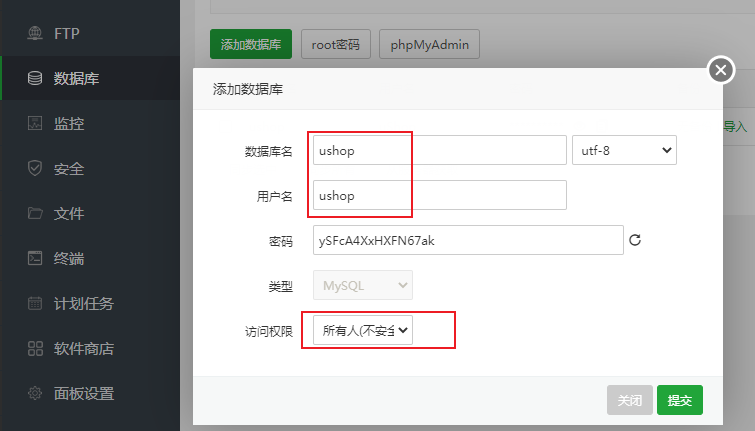 FTP
数据库
监控
安全
文件
终端
计划任务
软件商店
面板设置
添加数据库 root密码 phpMyAdmin
导入
添加数据库
数据库名 ushop utf-8
用户名 ushop
密码 ySFcA4XxHXFN67ak
类型 MySQL
访问权限 所有人(不安全
关闭 提交